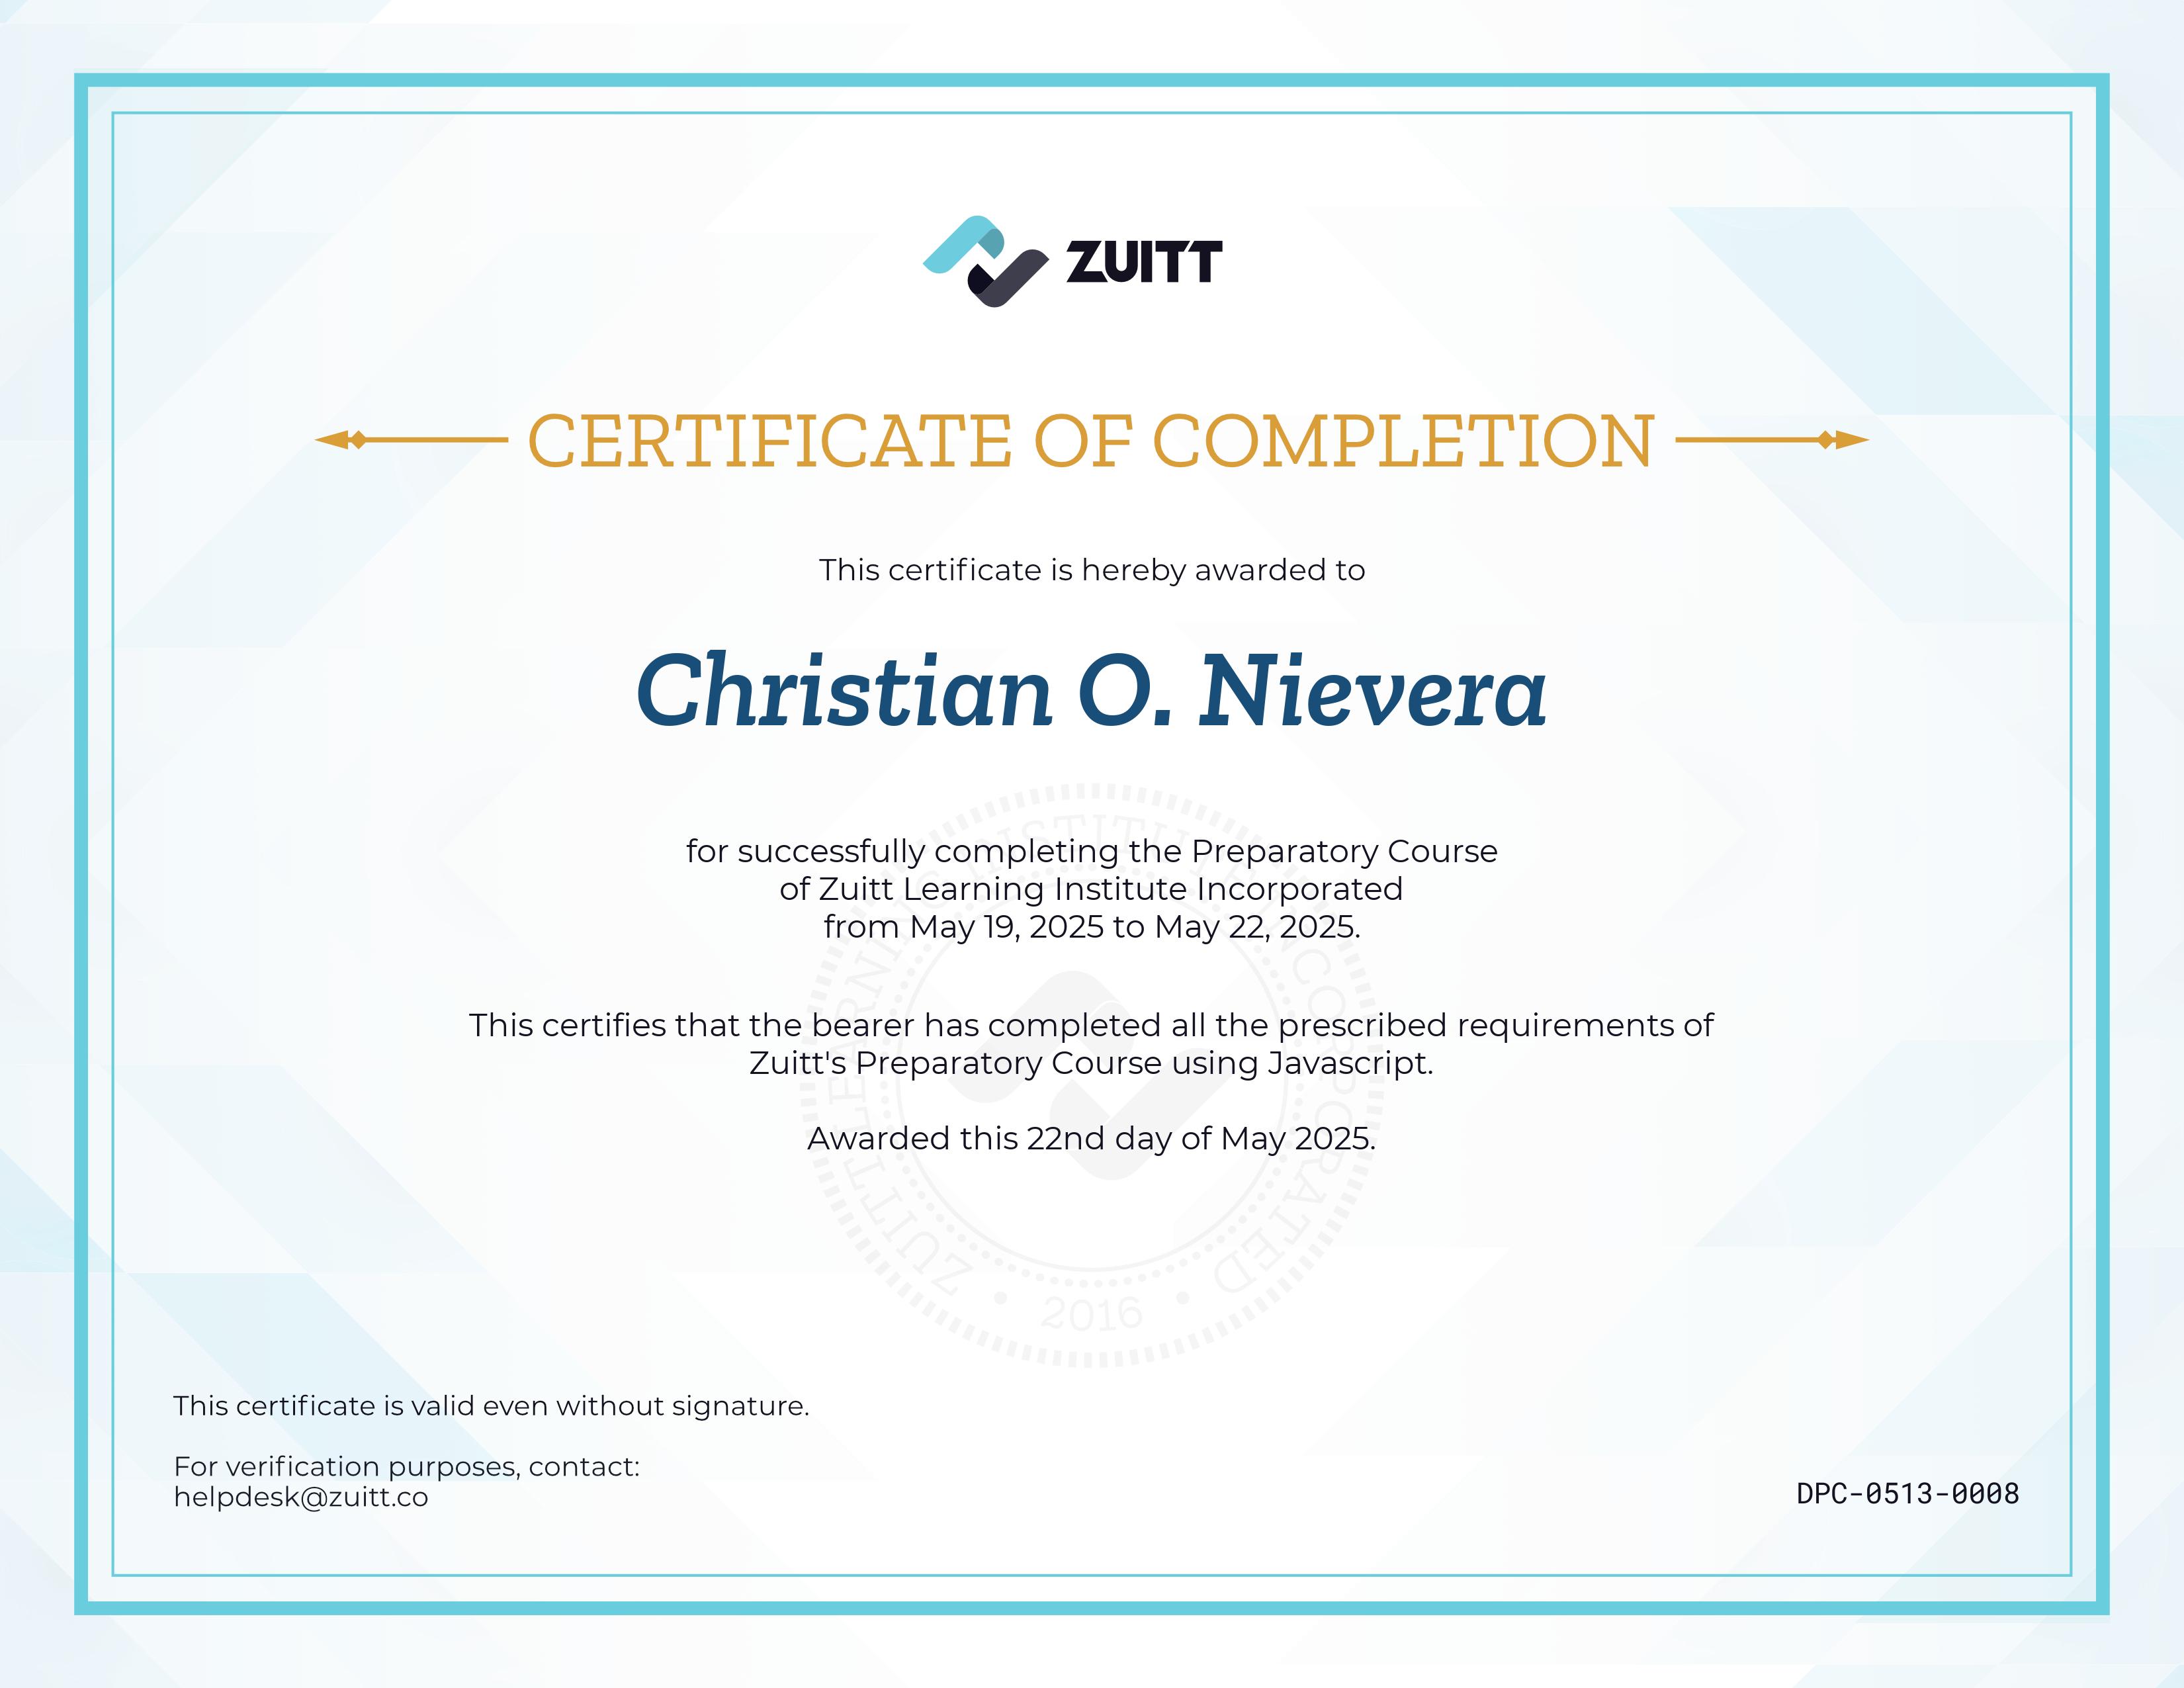 ZUITT
CERTIFICATE OF COMPLETION
This certificate is hereby awarded to
Christian O. Nievera
for successfully completing the Preparatory Course
of Zuitt Learning Institute Incorporated
from May 19, 2025 to May 22, 2025.
This certifies that the bearer has completed all the prescribed requirements of
Zuitt's Preparatory Course using Javascript.
Awarded this 22nd day of May 2025.
ZUITT LEARNING INSTITUTE INCORPORATED
• 2016 •
This certificate is valid even without signature.
For verification purposes, contact:
helpdesk@zuitt.co
DPC-0513-0008